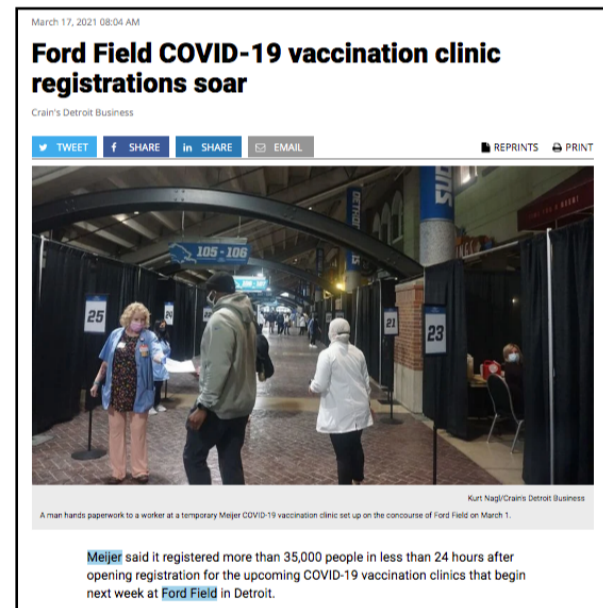 March 17, 2021 08:04 AM
Ford Field COVID-19 vaccination clinic
registrations soar
Crain's Detroit Business
TWEET
SHARE
SHARE
EMAIL
REPRINTS
PRINT
105 - 106
25
21
23
Kurt Nagl/Crain's Detroit Business
A man hands paperwork to a worker at a temporary Meijer COVID-19 vaccination clinic set up on the concourse of Ford Field on March 1.
Meijer said it registered more than 35,000 people in less than 24 hours after
opening registration for the upcoming COVID-19 vaccination clinics that begin
next week at Ford Field in Detroit.